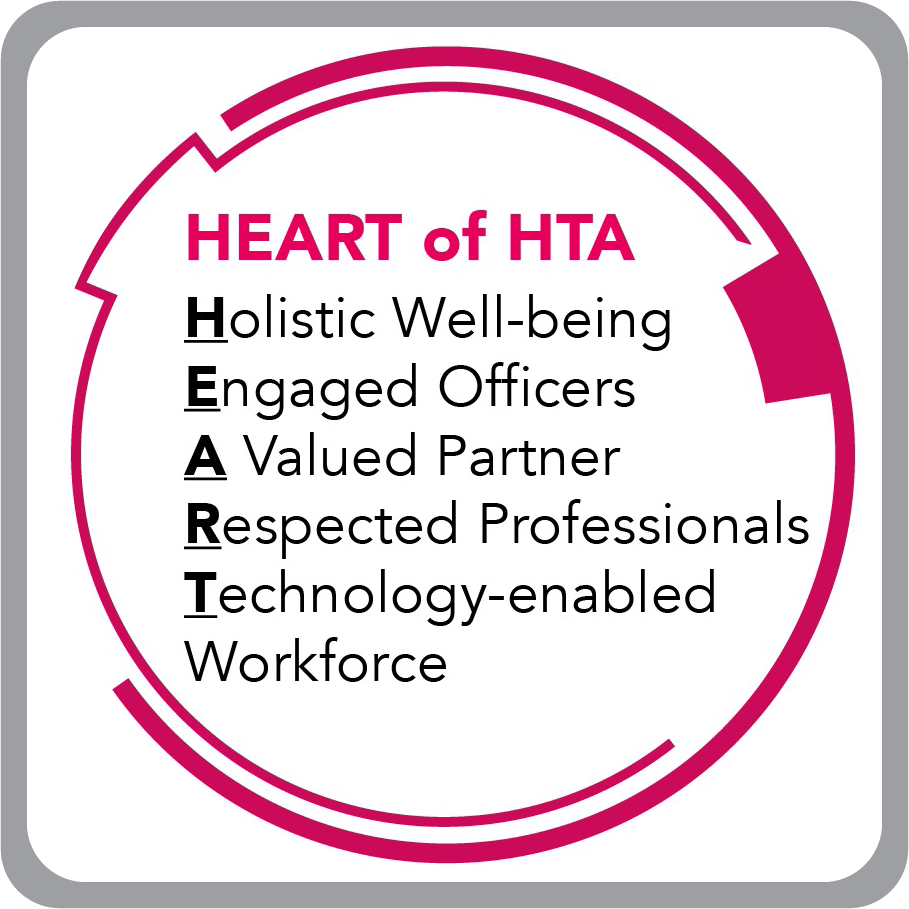 HEART of HTA
Holistic Well-being
Engaged Officers
A Valued Partner
Respected Professionals
Technology-enabled
Workforce